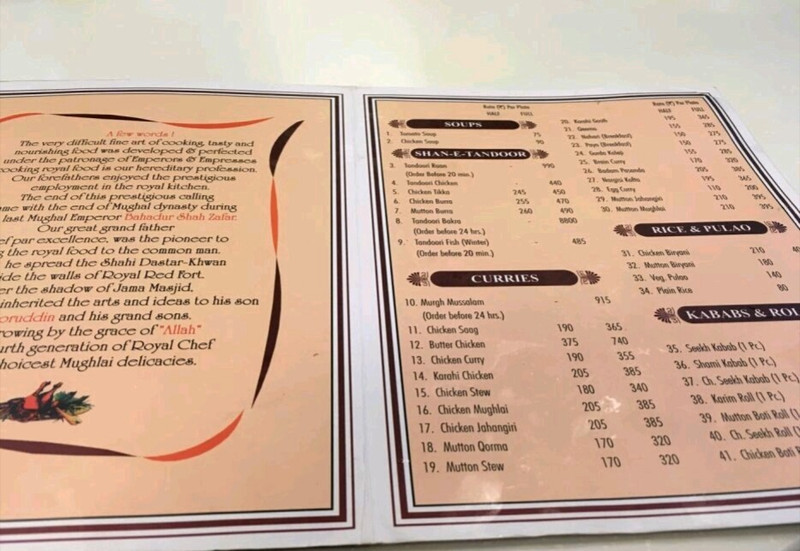 A few words !
The very difficult fine art of cooking, tasty and
nourishing food was developed & perfected
under the patronage of Emperors & Empresses
cooking royal food is our hereditary profession.
Our forefathers enjoyed the prestigious
employment in the royal kitchen.
The end of this prestigious calling
ame with the end of Mughal dynasty during
last Mughal Emperor Bahadur Shah Zafar.
Our great grand father
ef par excellence, was the pioneer to
g the royal food to the common man.
he spread the Shahi Dastar-Khwan
ide the walls of Royal Red Fort.
er the shadow of Jama Masjid.
inherited the arts and ideas to his son
oruddin and his grand sons.
rowing by the grace of "Allah"
urth generation of Royal Chef
hoicest Mughlai delicacies.
Rate (₹) Per Plate
HALF FULL
SOUPS
1. Tomato Soup 75
2. Chicken Soup 90
SHAN-E-TANDOOR
3. Tandoori Raan - 990
(Order Before 20 min.)
4. Tandoori Chicken - 440
5. Chicken Tikka 245 450
6. Chicken Burra 255 470
7. Mutton Burra 260 490
8. Tandoori Bakra - 8800
(Order before 24 hrs.)
9. Tandoori Fish (Winter) - 485
(Order before 20 min.)
CURRIES
10. Murgh Mussalam - 915
(Order before 24 hrs.)
11. Chicken Saag 190 365
12. Butter Chicken 375 740
13. Chicken Curry 190 355
14. Karahi Chicken 205 385
15. Chicken Stew 180 340
16. Chicken Mughlai 205 385
17. Chicken Jahangiri 205 385
18. Mutton Qorma 170 320
19. Mutton Stew 170 320
Rate (₹) Per Plate
HALF FULL
20. Karahi Gosht 195 365
21. Qeema 155 285
22. Nahari (Breakfast) 150 275
23. Paya (Breakfast) 150 275
24. Gurda Kaleji 155 285
25. Brain Curry 170 320
26. Badam Pasanda 205 385
27. Nargisi Kofta 195 365
28. Egg Curry 110 200
29. Mutton Jahangiri 210 395
30. Mutton Mughlai 210 395
RICE & PULAO
31. Chicken Biryani 210
32. Mutton Biryani 180
33. Veg. Pulao 140
34. Plain Rice 80
KABABS & ROL
35. Seekh Kabab (1 Pc.)
36. Shami Kabab (1 Pc.)
37. Ch. Seekh Kabab (1 Pc.)
38. Karim Roll (1 Pc.)
39. Mutton Boti Roll (1
40. Ch. Seekh Roll (1
41. Chicken Boti R